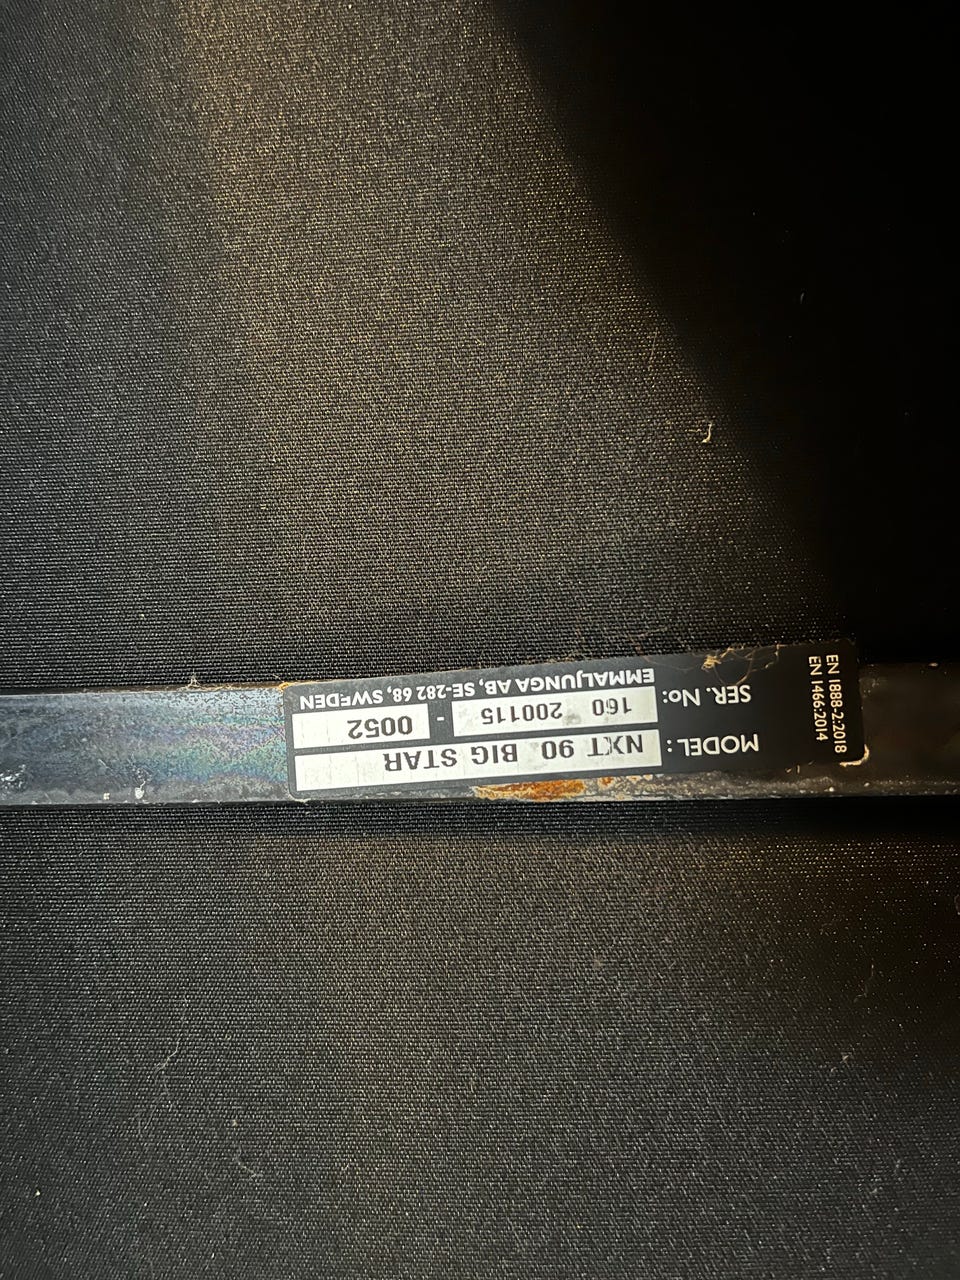 MODEL: NXT 90 BIG STAR
SER. No: 160 200115 - 0052
EMMALJUNGA AB, SE-282 68, SWEDEN
EN 1888-2:2018
EN 1466:2014